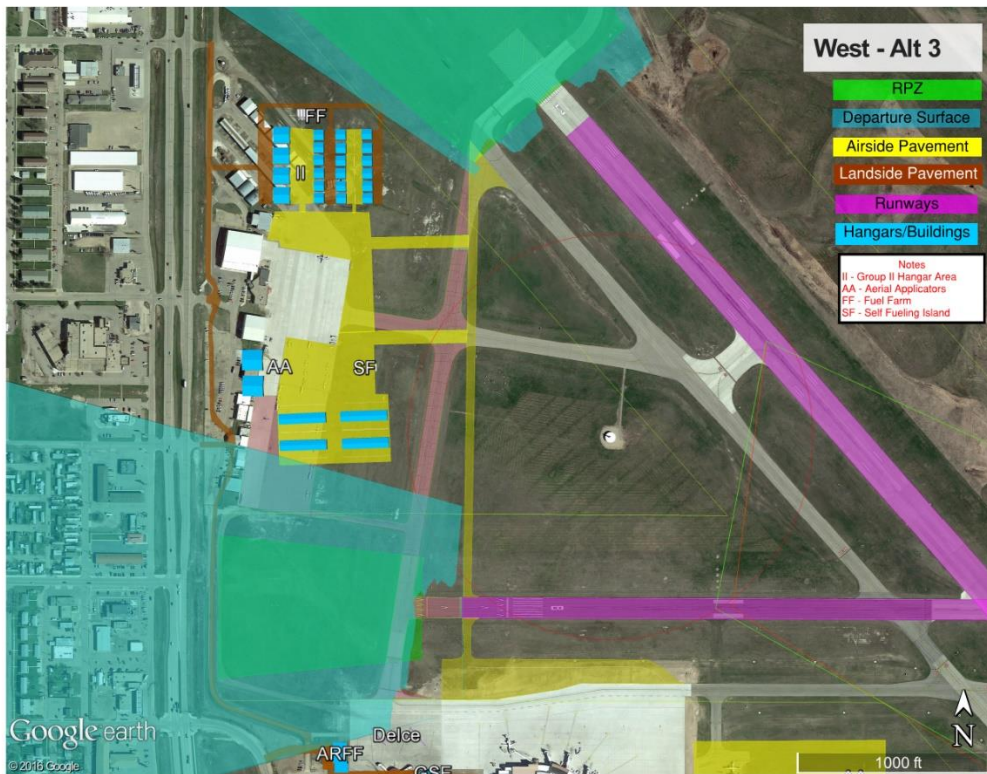 West - Alt 3
RPZ
Departure Surface
Airside Pavement
Landside Pavement
Runways
Hangars/Buildings
Notes
II - Group II Hangar Area
AA - Aerial Applicators
FF - Fuel Farm
SF - Self Fueling Island
FF
II
AA
SF
Delce
ARFF
GSE
Google earth
© 2016 Google
N
1000 ft